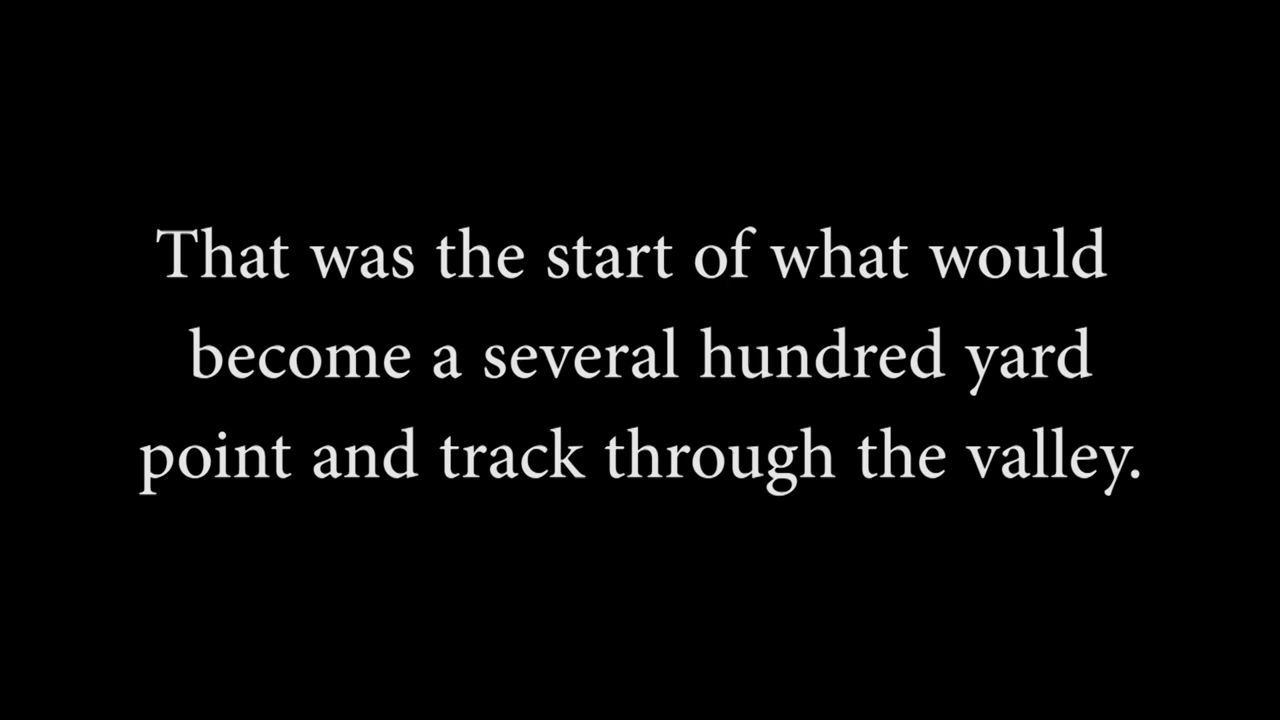 That was the start of what would
become a several hundred yard
point and track through the valley.